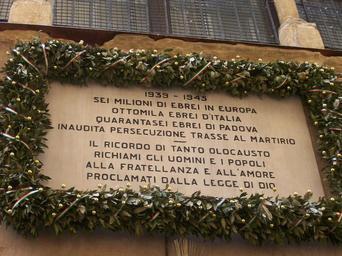 1939 - 1945
SEI MILIONI DI EBREI IN EUROPA
OTTOMILA EBREI D'ITALIA
QUARANTASEI EBREI DI PADOVA
INAUDITA PERSECUZIONE TRASSE AL MARTIRIO
IL RICORDO DI TANTO OLOCAUSTO
RICHIAMI GLI UOMINI E I POPOLI
ALLA FRATELLANZA E ALL'AMORE
PROCLAMATI DALLA LEGGE DI DIO